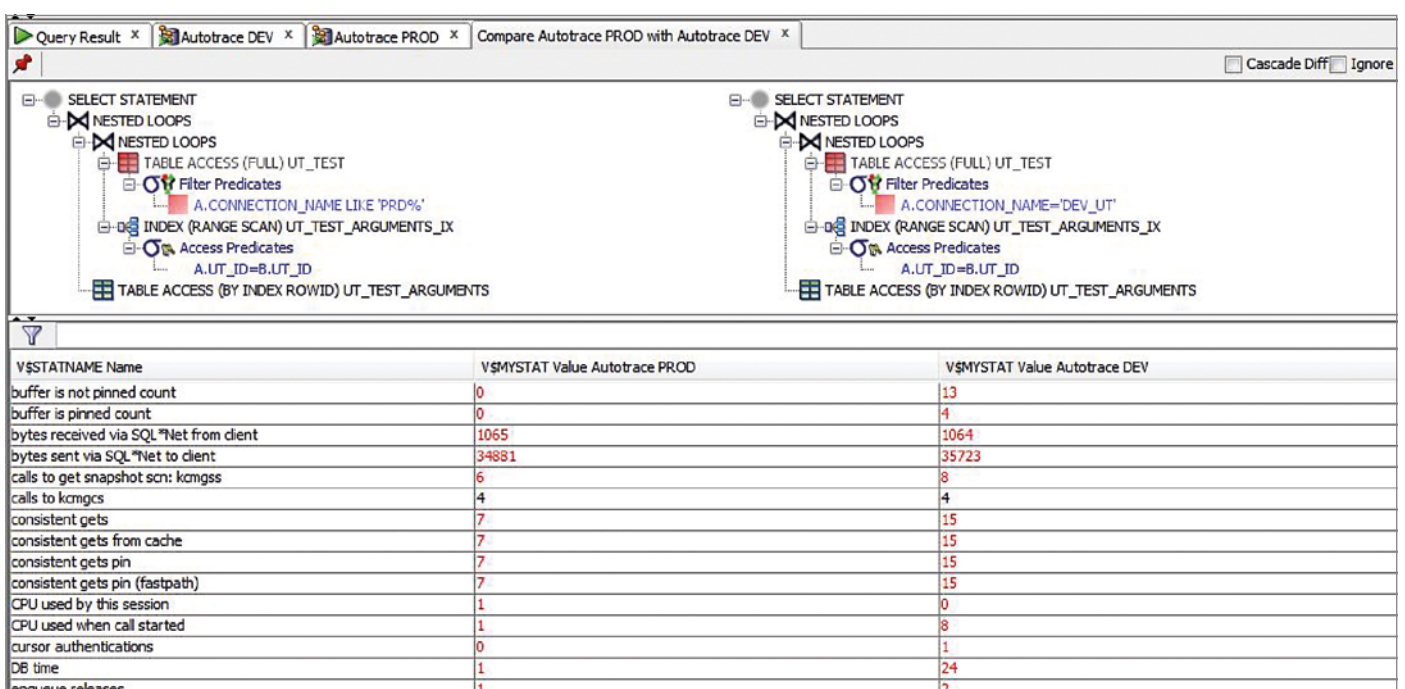 Query Result x Autotrace DEV x Autotrace PROD x Compare Autotrace PROD with Autotrace DEV x
Cascade Diff Ignore
SELECT STATEMENT
NESTED LOOPS
NESTED LOOPS
TABLE ACCESS (FULL) UT_TEST
Filter Predicates
A.CONNECTION_NAME LIKE 'PRD%'
INDEX (RANGE SCAN) UT_TEST_ARGUMENTS_IX
Access Predicates
A.UT_ID=B.UT_ID
TABLE ACCESS (BY INDEX ROWID) UT_TEST_ARGUMENTS
SELECT STATEMENT
NESTED LOOPS
NESTED LOOPS
TABLE ACCESS (FULL) UT_TEST
Filter Predicates
A.CONNECTION_NAME='DEV_UT'
INDEX (RANGE SCAN) UT_TEST_ARGUMENTS_IX
Access Predicates
A.UT_ID=B.UT_ID
TABLE ACCESS (BY INDEX ROWID) UT_TEST_ARGUMENTS
V$STATNAME Name V$MYSTAT Value Autotrace PROD V$MYSTAT Value Autotrace DEV
buffer is not pinned count 0 13
buffer is pinned count 0 4
bytes received via SQL*Net from client 1065 1064
bytes sent via SQL*Net to client 34881 35723
calls to get snapshot scn: kcmgss 6 8
calls to kcmgcs 4 4
consistent gets 7 15
consistent gets from cache 7 15
consistent gets pin 7 15
consistent gets pin (fastpath) 7 15
CPU used by this session 1 0
CPU used when call started 1 8
cursor authentications 0 1
DB time 1 24
enqueue releases 1 2